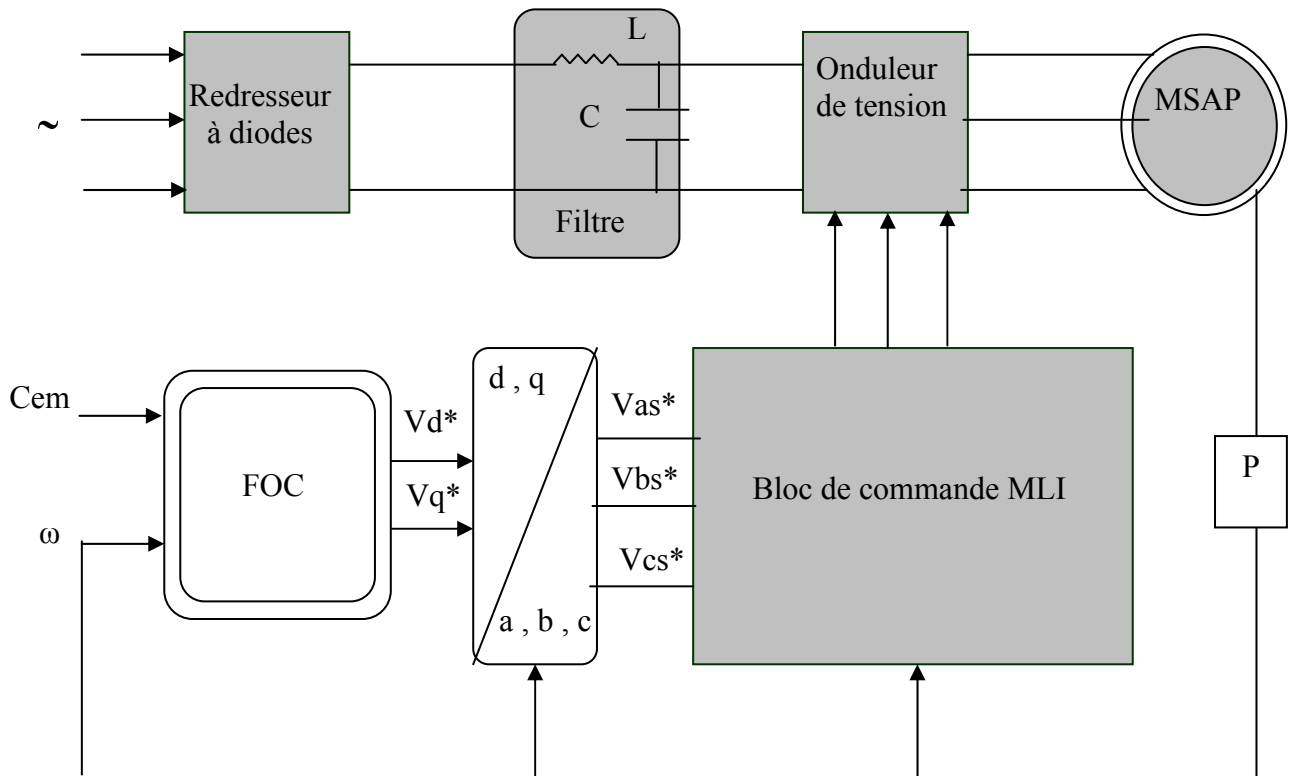 Redresseur
à diodes
~
L
C
Filtre
Onduleur
de tension
MSAP
Cem
ω
FOC
Vd*
Vq*
d , q
a , b , c
Vas*
Vbs*
Vcs*
Bloc de commande MLI
P